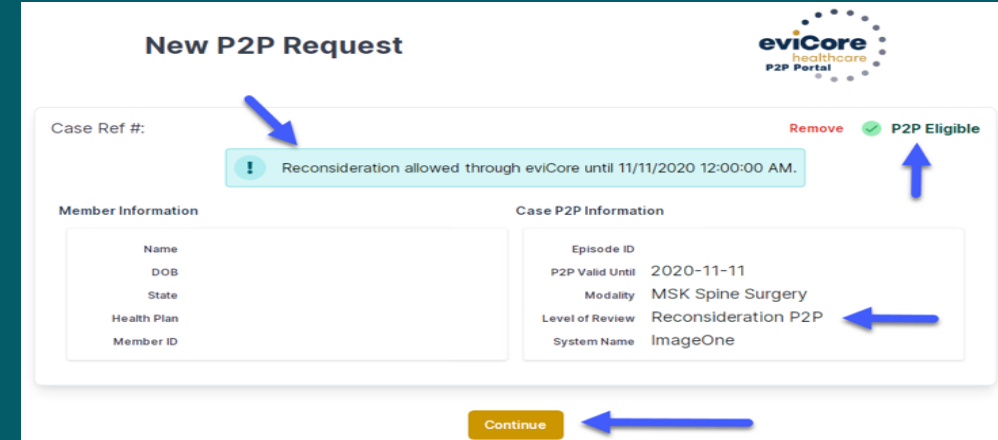 New P2P Request
eviCore
healthcare
P2P Portal
Case Ref #:
Remove
P2P Eligible
! Reconsideration allowed through eviCore until 11/11/2020 12:00:00 AM.
Member Information
Name
DOB
State
Health Plan
Member ID
Case P2P Information
Episode ID
P2P Valid Until 2020-11-11
Modality MSK Spine Surgery
Level of Review Reconsideration P2P
System Name ImageOne
Continue